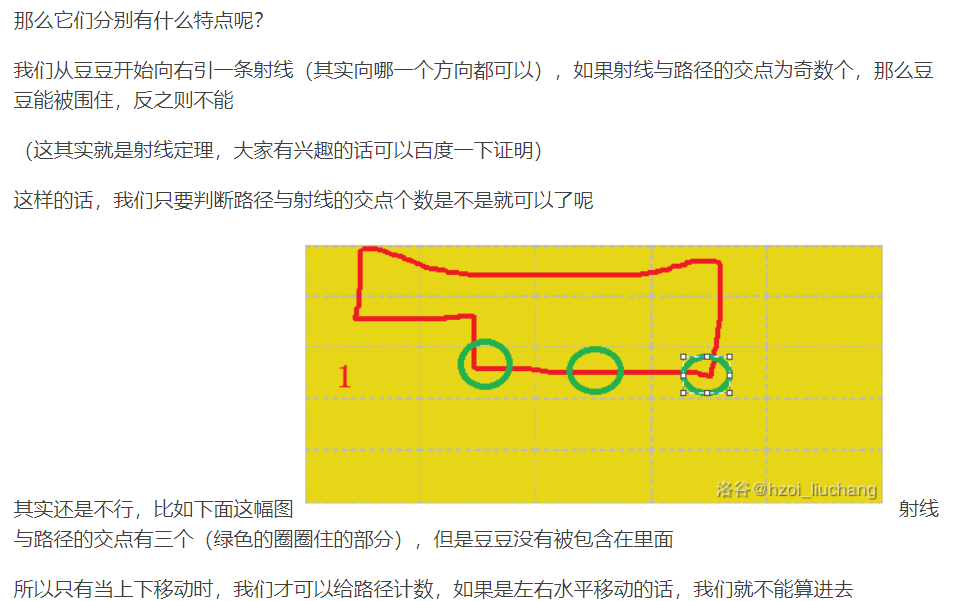 那么它们分别有什么特点呢？
我们从豆豆开始向右引一条射线（其实向哪一个方向都可以），如果射线与路径的交点为奇数个，那么豆
豆能被围住，反之则不能
（这其实就是射线定理，大家有兴趣的话可以百度一下证明）
这样的话，我们只要判断路径与射线的交点个数是不是就可以了呢
1
洛谷@hzoi_liuchang
其实还是不行，比如下面这幅图 射线
与路径的交点有三个（绿色的圈圈住的部分），但是豆豆没有被包含在里面
所以只有当上下移动时，我们才可以给路径计数，如果是左右水平移动的话，我们就不能算进去